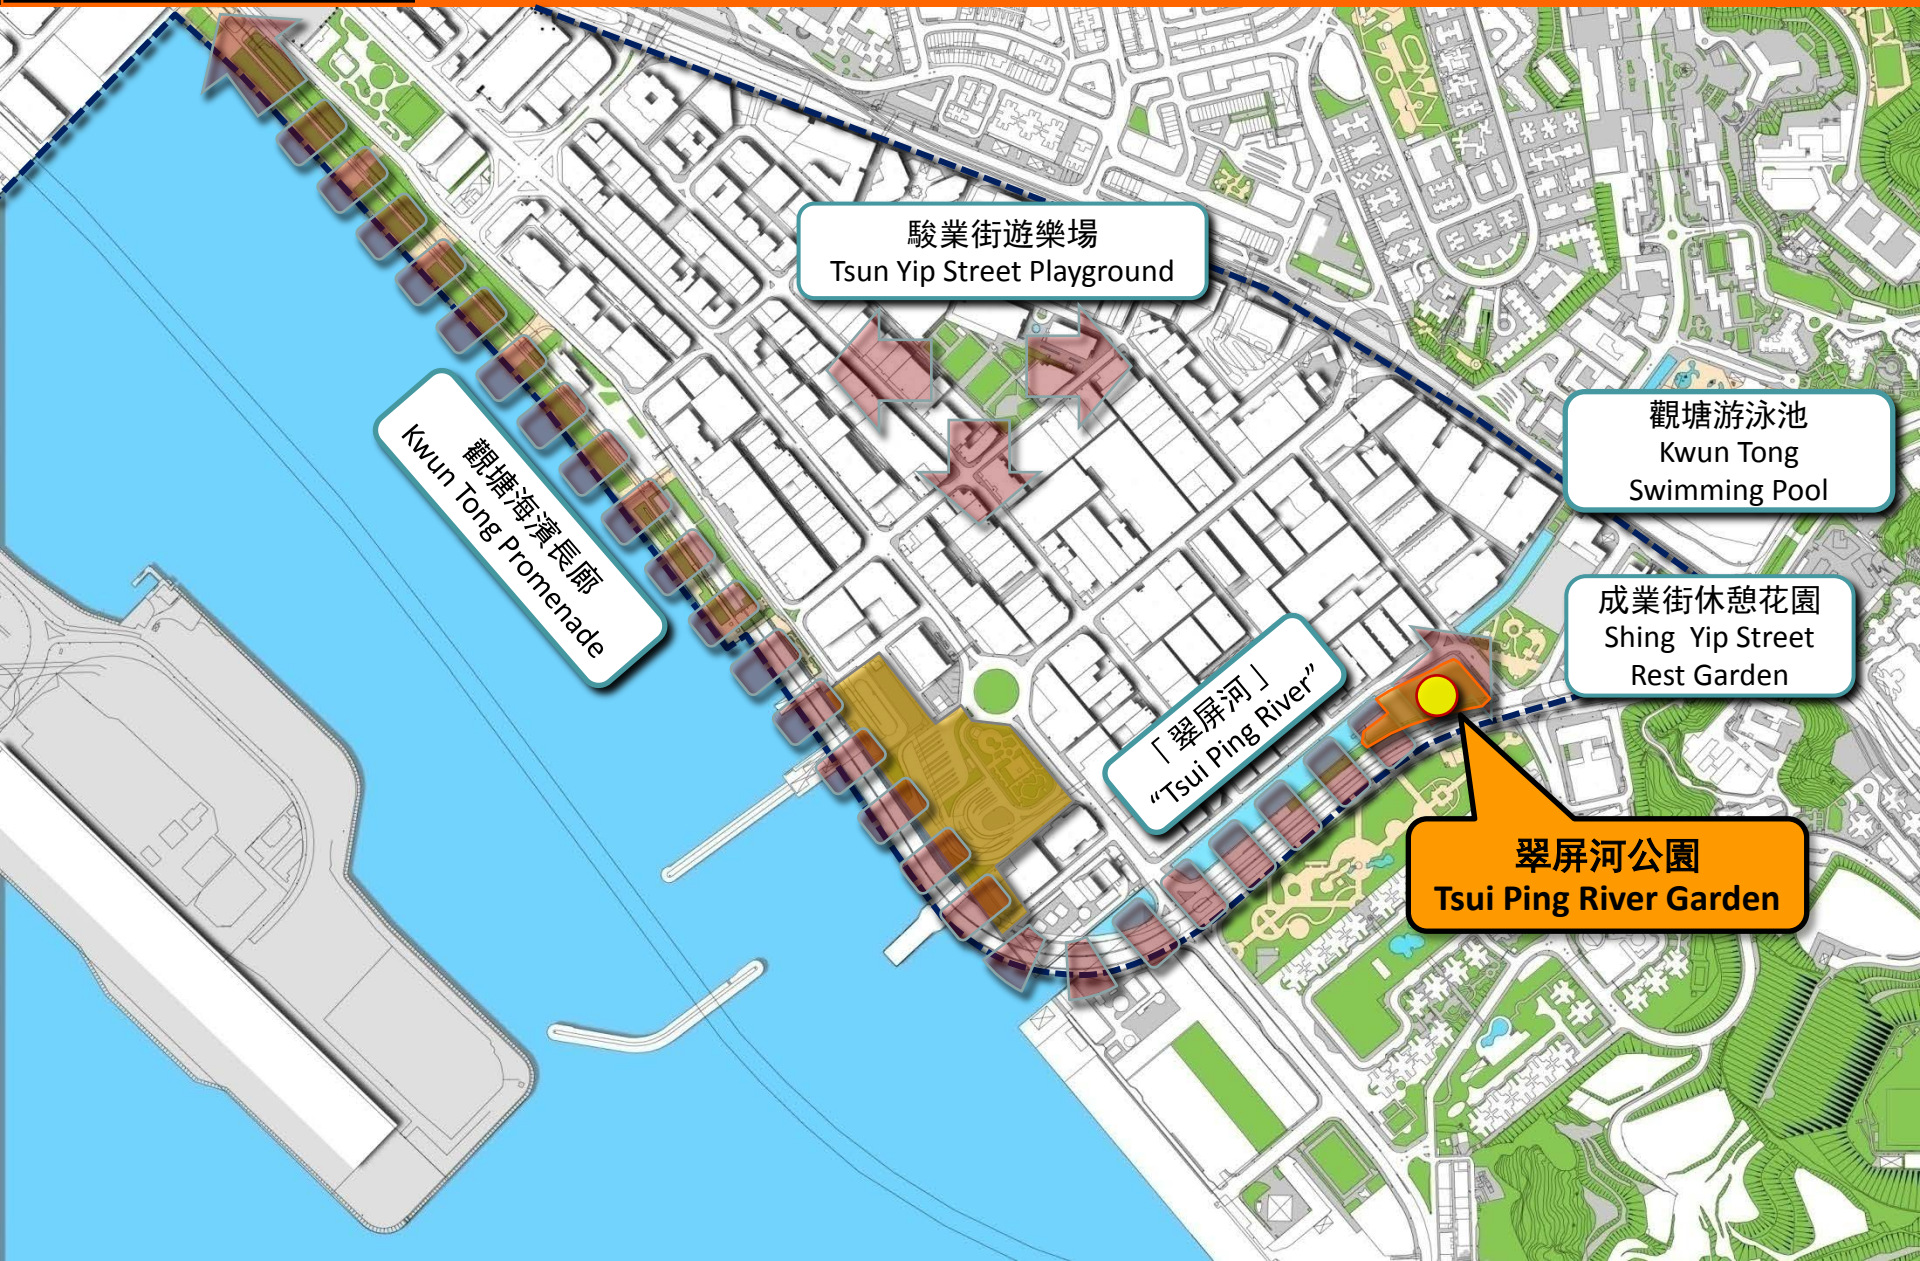 駿業街遊樂場
Tsun Yip Street Playground
觀塘游泳池
Kwun Tong
Swimming Pool
觀塘海濱長廊
Kwun Tong Promenade
成業街休憩花園
Shing Yip Street
Rest Garden
「翠屏河」
“Tsui Ping River”
翠屏河公園
Tsui Ping River Garden